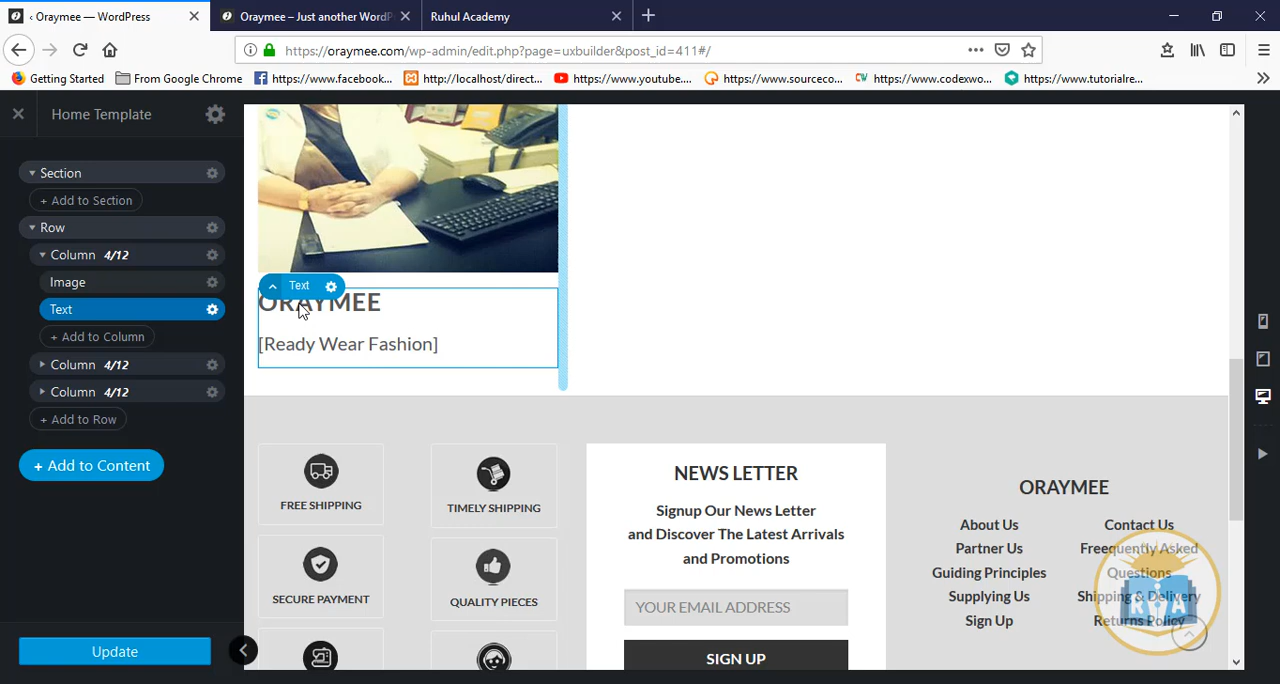 ‹ Oraymee — WordPress
Oraymee – Just another WordP
Ruhul Academy
https://oraymee.com/wp-admin/edit.php?page=uxbuilder&post_id=411#/
Getting Started
From Google Chrome
https://www.facebook...
http://localhost/direct...
https://www.youtube....
https://www.sourceco...
https://www.codexwo...
https://www.tutorialre...
Home Template
Section
+ Add to Section
Row
Column 4/12
Image
Text
+ Add to Column
Column 4/12
Column 4/12
+ Add to Row
+ Add to Content
Update
Text
ORAYMEE
[Ready Wear Fashion]
FREE SHIPPING
TIMELY SHIPPING
SECURE PAYMENT
QUALITY PIECES
NEWS LETTER
Signup Our News Letter
and Discover The Latest Arrivals
and Promotions
YOUR EMAIL ADDRESS
SIGN UP
ORAYMEE
About Us
Contact Us
Partner Us
Freequently Asked
Guiding Principles
Questions
Supplying Us
Shipping & Delivery
Sign Up
Returns Policy
R A